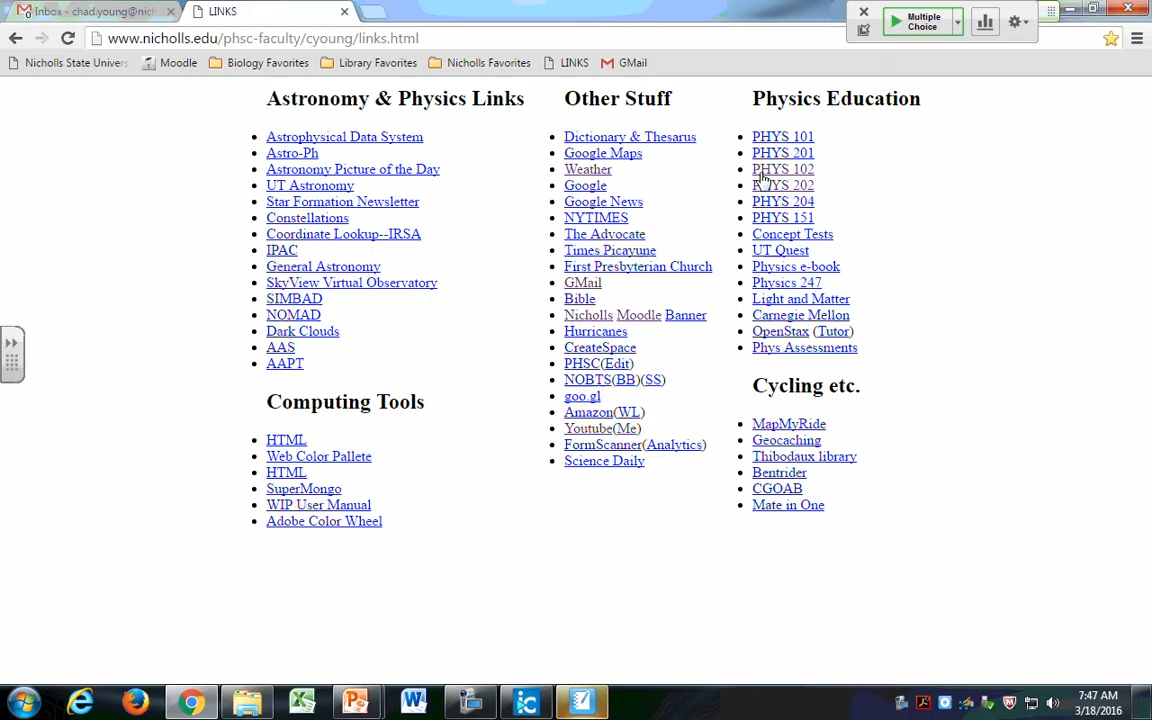 Inbox - chad.young@nich
LINKS
Multiple Choice
www.nicholls.edu/phsc-faculty/cyoung/links.html
Nicholls State Univers
Moodle
Biology Favorites
Library Favorites
Nicholls Favorites
LINKS
GMail
Astronomy & Physics Links
Astrophysical Data System
Astro-Ph
Astronomy Picture of the Day
UT Astronomy
Star Formation Newsletter
Constellations
Coordinate Lookup--IRSA
IPAC
General Astronomy
SkyView Virtual Observatory
SIMBAD
NOMAD
Dark Clouds
AAS
AAPT
Computing Tools
HTML
Web Color Pallete
HTML
SuperMongo
WIP User Manual
Adobe Color Wheel
Other Stuff
Dictionary & Thesarus
Google Maps
Weather
Google
Google News
NYTIMES
The Advocate
Times Picayune
First Presbyterian Church
GMail
Bible
Nicholls Moodle Banner
Hurricanes
CreateSpace
PHSC(Edit)
NOBTS(BB)(SS)
goo.gl
Amazon(WL)
Youtube(Me)
FormScanner(Analytics)
Science Daily
Physics Education
PHYS 101
PHYS 201
PHYS 102
PHYS 202
PHYS 204
PHYS 151
Concept Tests
UT Quest
Physics e-book
Physics 247
Light and Matter
Carnegie Mellon
OpenStax (Tutor)
Phys Assessments
Cycling etc.
MapMyRide
Geocaching
Thibodaux library
Bentrider
CGOAB
Mate in One
7:47 AM
3/18/2016